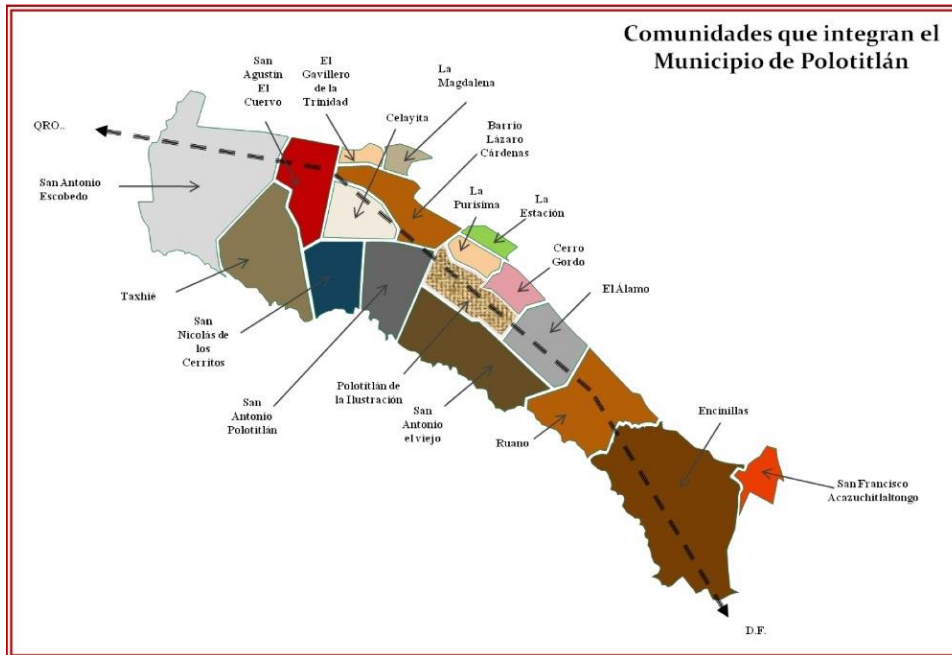 Comunidades que integran el
Municipio de Polotitlán
San
Agustín
El
Cuervo
El
Gavillero
de la
Trinidad
La
Magdalena
Celayita
QRO..
Barrio
Lázaro
Cárdenas
San Antonio
Escobedo
La
Purísima
La
Estación
Cerro
Gordo
El Álamo
Taxhié
San
Nicolás de
los
Cerritos
San
Antonio
Polotitlán
Polotitlán de
la Ilustración
San
Antonio
el viejo
Ruano
Encinillas
San Francisco
Acazuchitlaltongo
D.F.